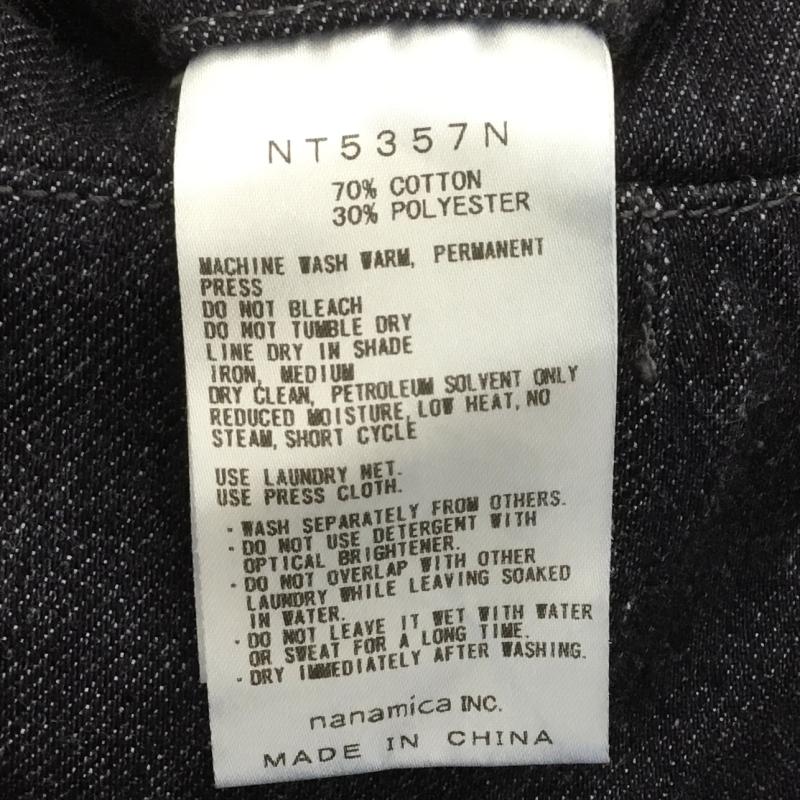 NT5357N
70% COTTON
30% POLYESTER
MACHINE WASH WARM, PERMANENT
PRESS
DO NOT BLEACH
DO NOT TUMBLE DRY
LINE DRY IN SHADE
IRON, MEDIUM
DRY CLEAN, PETROLEUM SOLVENT ONLY
REDUCED MOISTURE, LOW HEAT, NO
STEAM, SHORT CYCLE
USE LAUNDRY NET.
USE PRESS CLOTH.
· WASH SEPARATELY FROM OTHERS.
· DO NOT USE DETERGENT WITH
OPTICAL BRIGHTENER.
· DO NOT OVERLAP WITH OTHER
LAUNDRY WHILE LEAVING SOAKED
IN WATER.
· DO NOT LEAVE IT WET WITH WATER
OR SWEAT FOR A LONG TIME.
· DRY IMMEDIATELY AFTER WASHING.
nanamica INC.
MADE IN CHINA